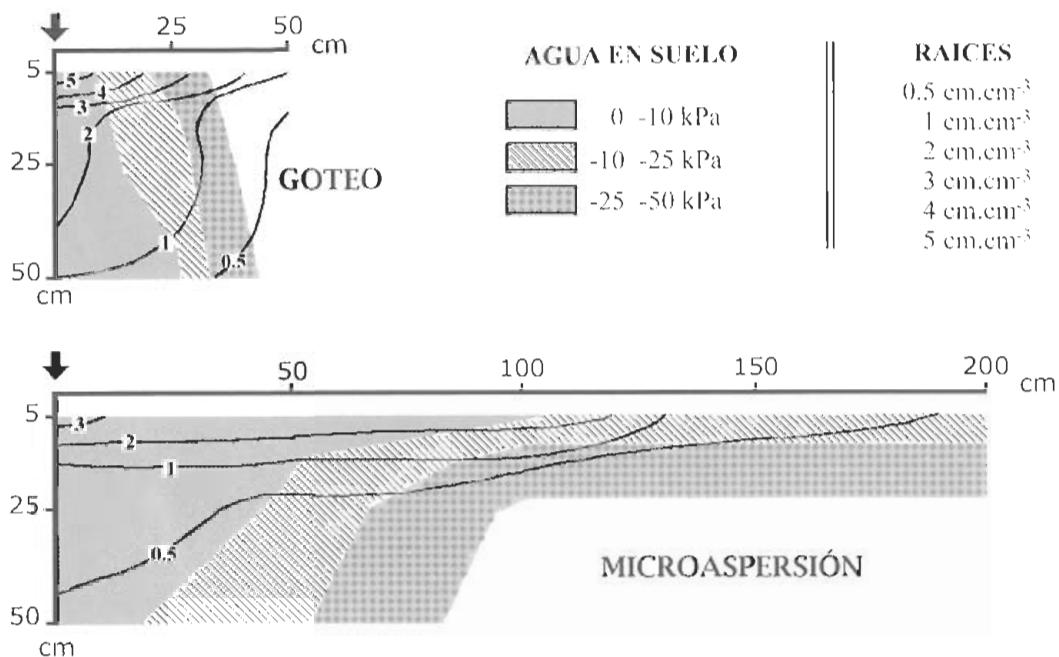 25 50 cm
5
25
50
cm
5
4
3
2
1
0.5
GOTEO
AGUA EN SUELO
0 -10 kPa
-10 -25 kPa
-25 -50 kPa
RAICES
0.5 cm.cm-3
1 cm.cm-3
2 cm.cm-3
3 cm.cm-3
4 cm.cm-3
5 cm.cm-3
50 100 150 200 cm
5
25
50
cm
3
2
1
0.5
MICROASPERSIÓN